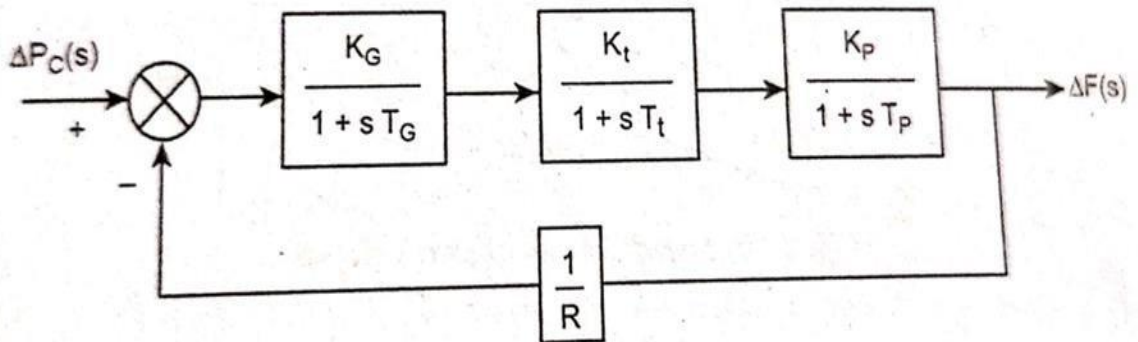 ΔP_C(s)
+
−
K_G
1 + s T_G
K_t
1 + s T_t
K_P
1 + s T_P
ΔF(s)
1
R